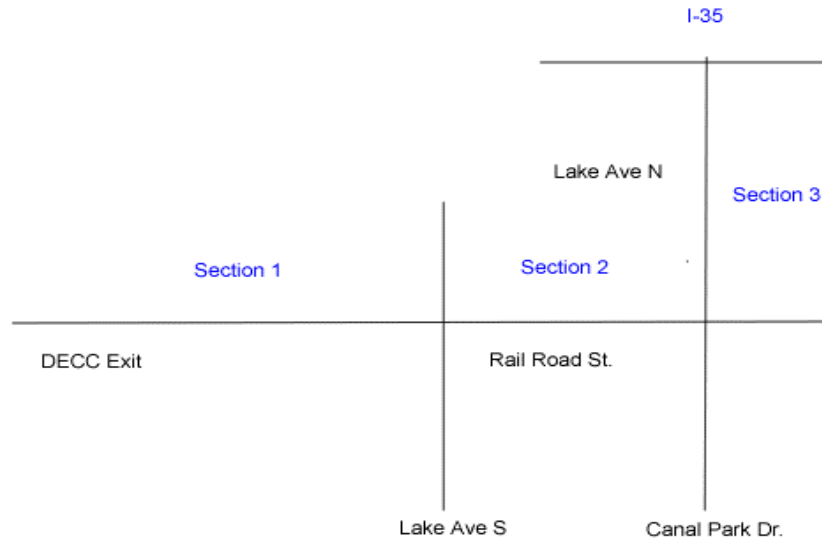 I-35
Lake Ave N
Section 3
Section 1
Section 2
DECC Exit
Rail Road St.
Lake Ave S
Canal Park Dr.